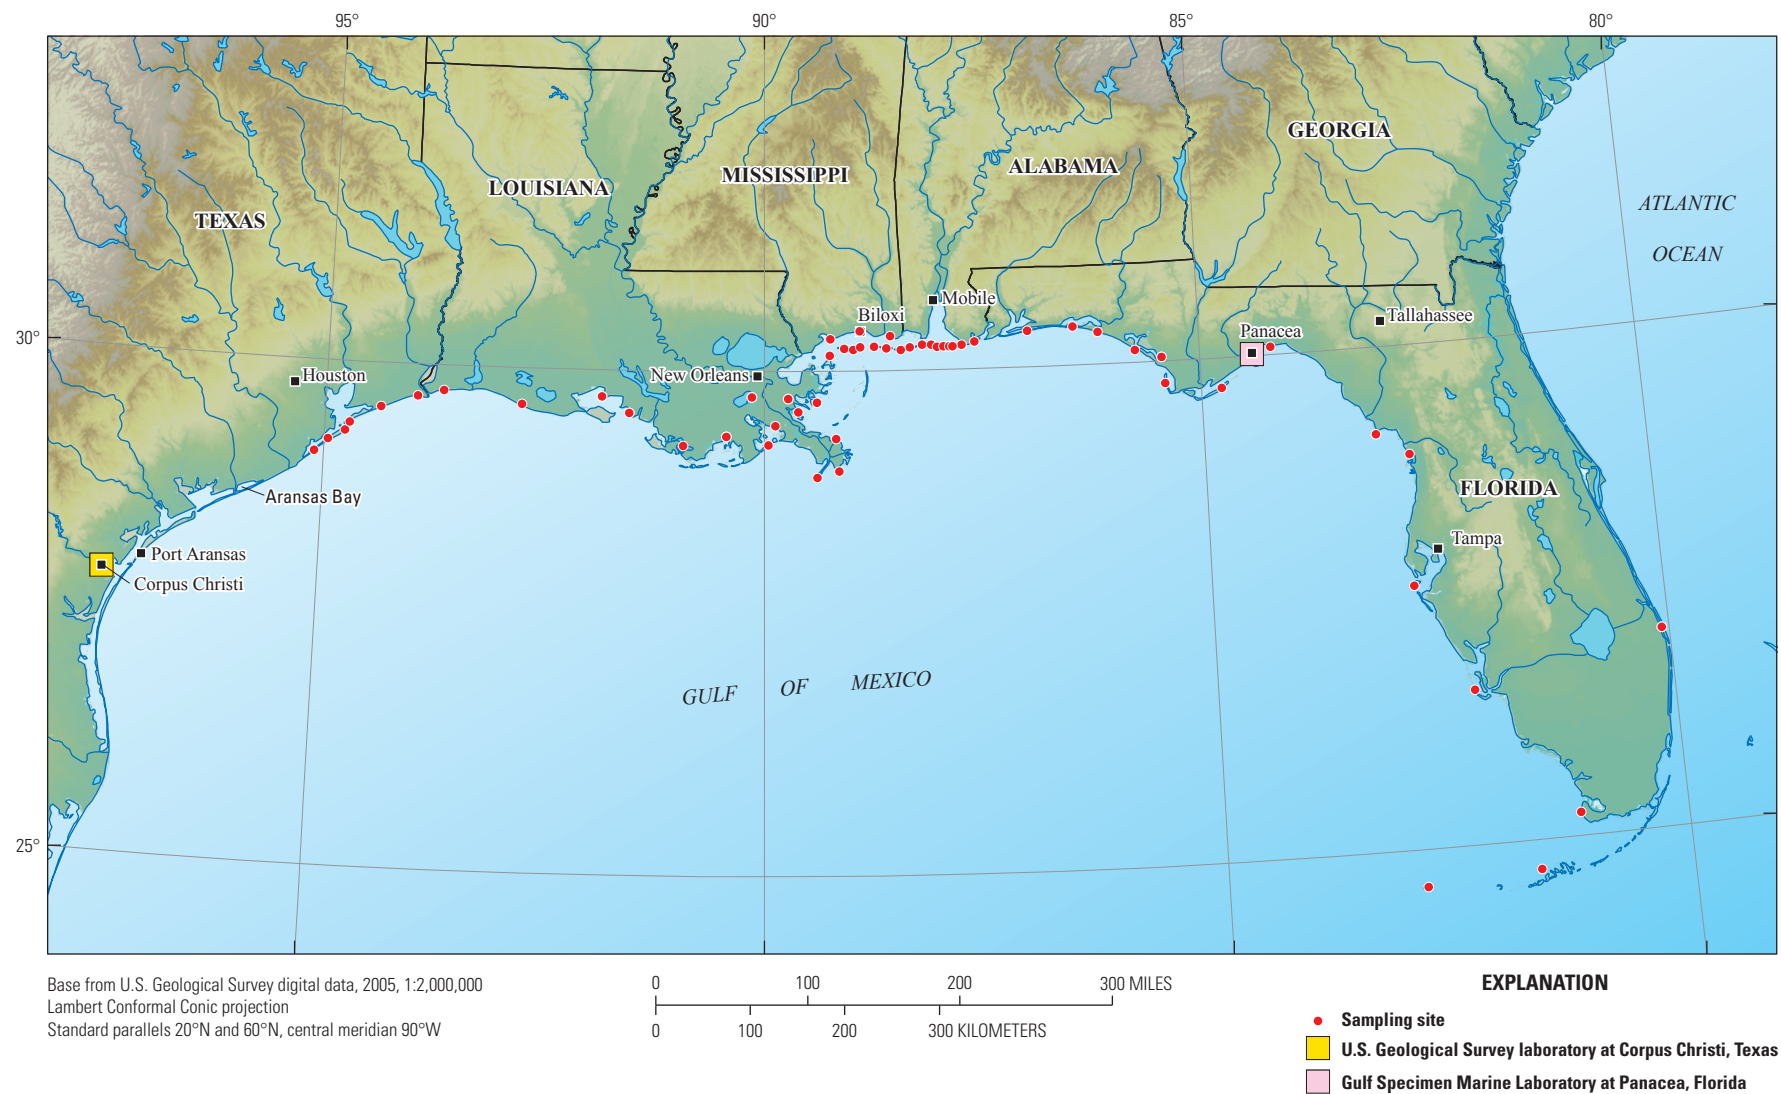 95°
90°
85°
80°
GEORGIA
ALABAMA
MISSISSIPPI
LOUISIANA
TEXAS
ATLANTIC
OCEAN
Mobile
Biloxi
Tallahassee
Panacea
30°
Houston
New Orleans
Aransas Bay
FLORIDA
Tampa
Port Aransas
Corpus Christi
GULF OF MEXICO
25°
Base from U.S. Geological Survey digital data, 2005, 1:2,000,000
Lambert Conformal Conic projection
Standard parallels 20°N and 60°N, central meridian 90°W
0 100 200 300 MILES
0 100 200 300 KILOMETERS
EXPLANATION
Sampling site
U.S. Geological Survey laboratory at Corpus Christi, Texas
Gulf Specimen Marine Laboratory at Panacea, Florida